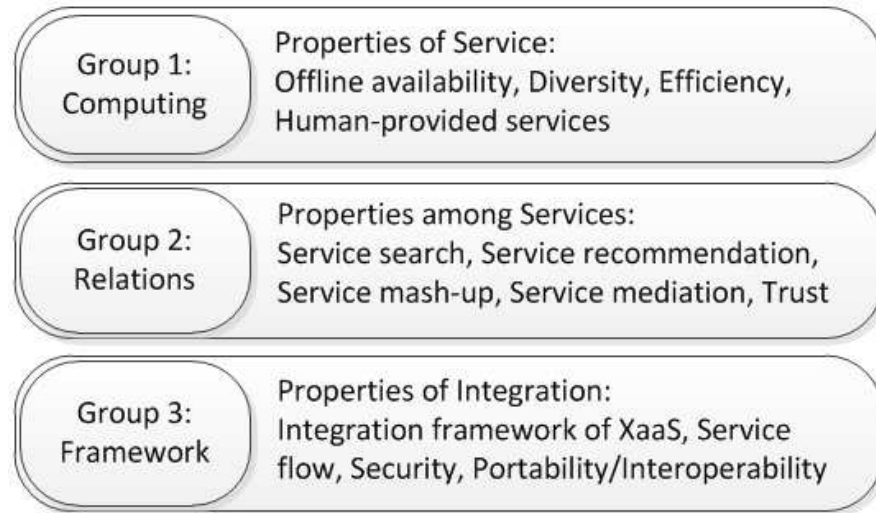 Group 1:
Computing
Properties of Service:
Offline availability, Diversity, Efficiency,
Human-provided services
Group 2:
Relations
Properties among Services:
Service search, Service recommendation,
Service mash-up, Service mediation, Trust
Group 3:
Framework
Properties of Integration:
Integration framework of XaaS, Service
flow, Security, Portability/Interoperability